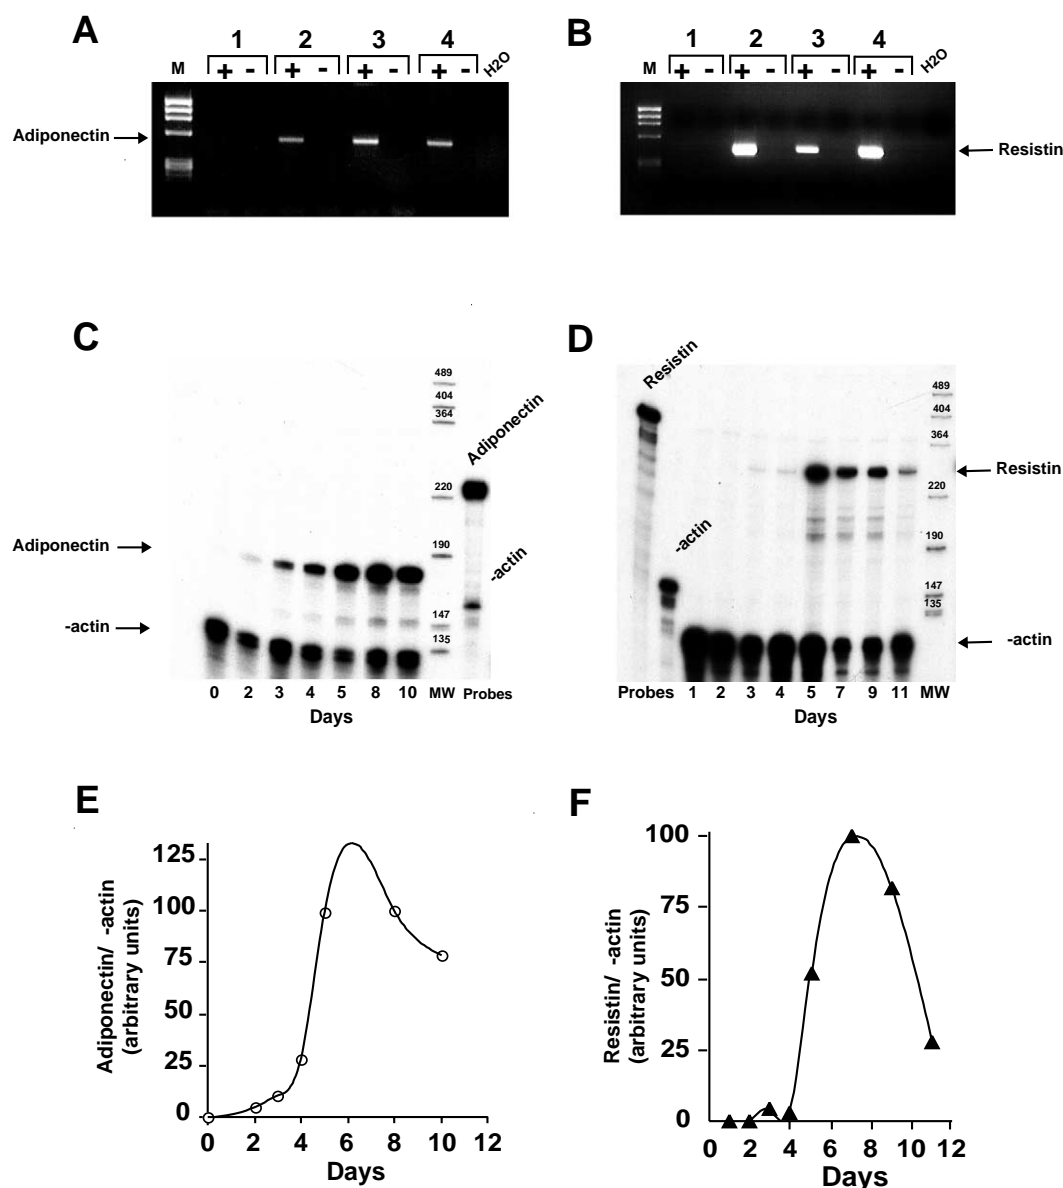 A
1 2 3 4
M + - + - + - + - H2O
Adiponectin
B
1 2 3 4
M + - + - + - + - H2O
Resistin
C
489
404
364
220
190
147
135
Adiponectin
-actin
Adiponectin
-actin
0 2 3 4 5 8 10 MW Probes
Days
D
Resistin
-actin
489
404
364
220
190
147
135
Resistin
-actin
Probes 1 2 3 4 5 7 9 11 MW
Days
E
Adiponectin/ -actin
(arbitrary units)
125
100
75
50
25
0
0 2 4 6 8 10 12
Days
F
Resistin/ -actin
(arbitrary units)
100
75
50
25
0
0 2 4 6 8 10 12
Days